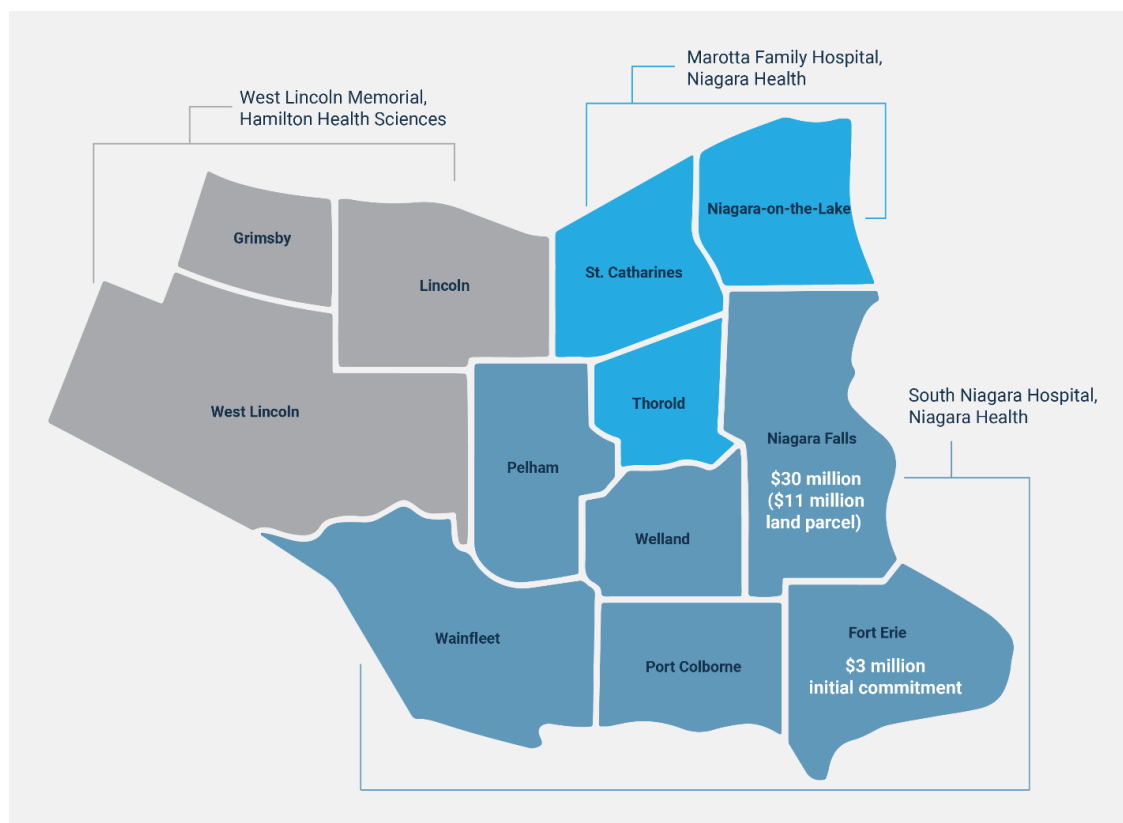 Marotta Family Hospital,
Niagara Health
West Lincoln Memorial,
Hamilton Health Sciences
Niagara-on-the-Lake
Grimsby
St. Catharines
Lincoln
South Niagara Hospital,
Niagara Health
Thorold
West Lincoln
Niagara Falls
$30 million
($11 million
land parcel)
Pelham
Welland
Fort Erie
$3 million
initial commitment
Wainfleet
Port Colborne